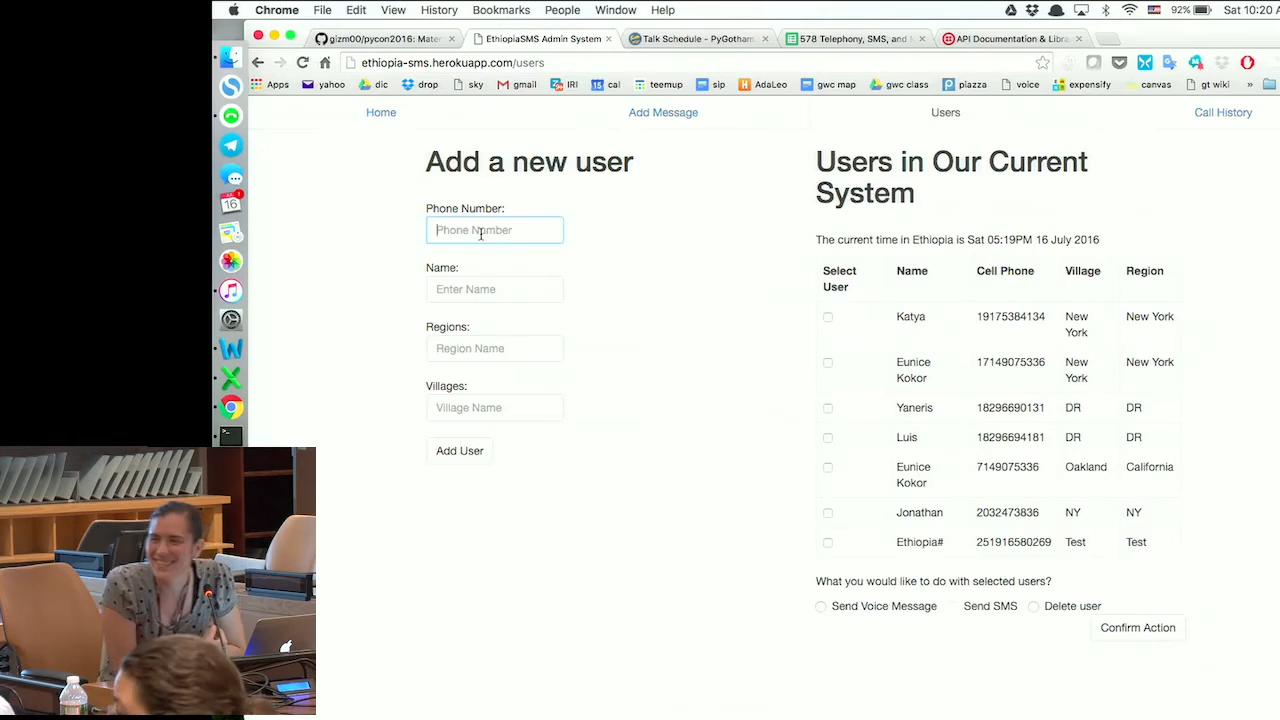 Chrome File Edit View History Bookmarks People Window Help 92% Sat 10:20 A
gizm00/pycon2016: Mater EthiopiaSMS Admin System Talk Schedule - PyGotham 578 Telephony, SMS, and M API Documentation & Libra
ethiopia-sms.herokuapp.com/users
Apps yahoo dic drop sky gmail IRI 15 cal teemup sip AdaLeo gwc map gwc class piazza voice expensify canvas gt wiki »
Home Add Message Users Call History
Add a new user
Phone Number:
Phone Number
Name:
Enter Name
Regions:
Region Name
Villages:
Village Name
Add User
Users in Our Current
System
The current time in Ethiopia is Sat 05:19PM 16 July 2016
Select
User Name Cell Phone Village Region
Katya 19175384134 New
York New York
Eunice
Kokor 17149075336 New
York New York
Yaneris 18296690131 DR DR
Luis 18296694181 DR DR
Eunice
Kokor 7149075336 Oakland California
Jonathan 2032473836 NY NY
Ethiopia# 251916580269 Test Test
What you would like to do with selected users?
Send Voice Message Send SMS Delete user
Confirm Action
16
1